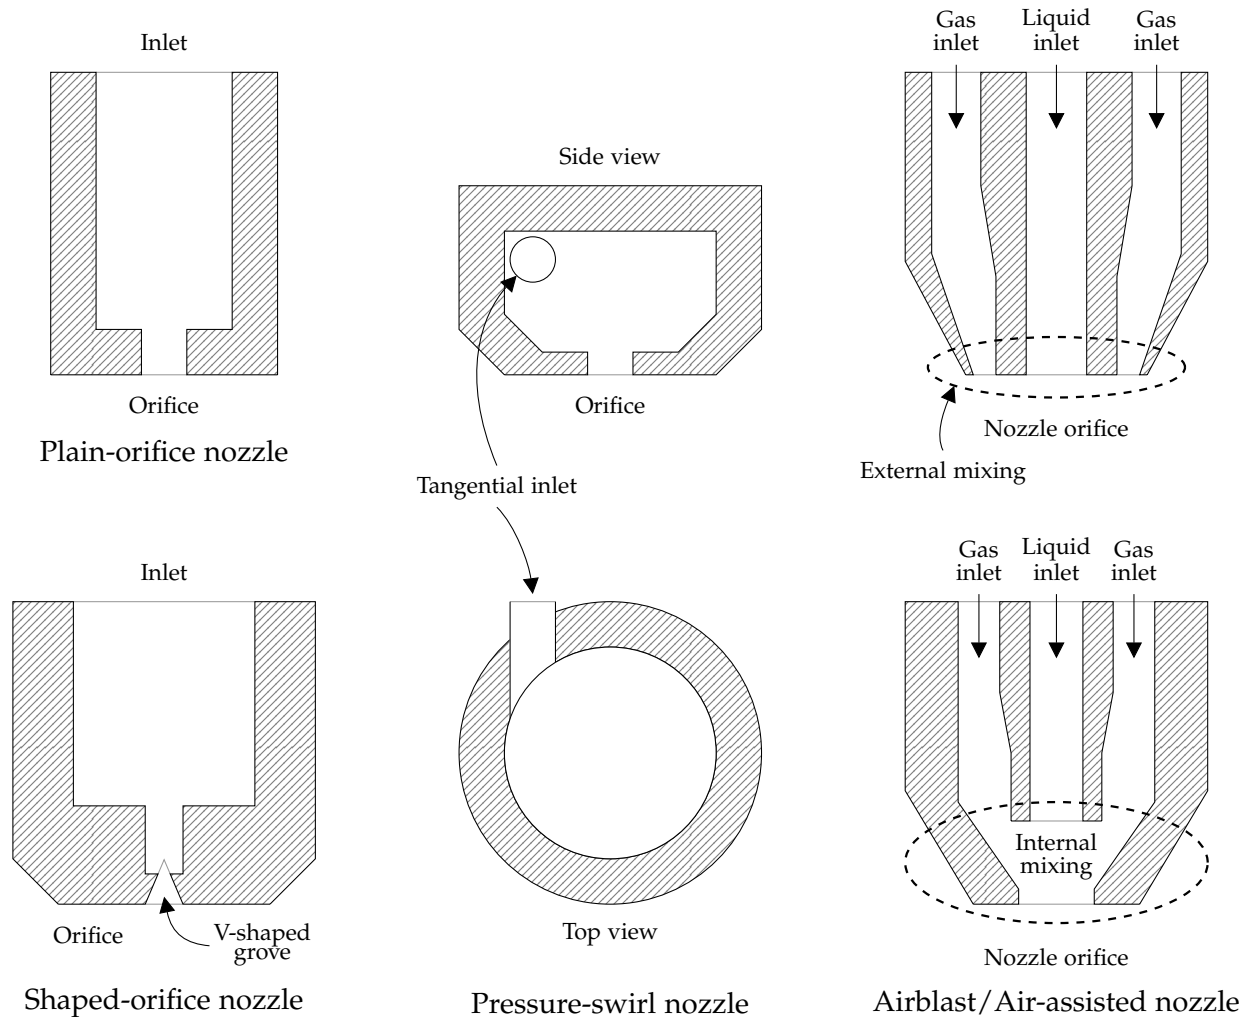 Inlet
Orifice
Plain-orifice nozzle
Inlet
Orifice
V-shaped
grove
Shaped-orifice nozzle
Side view
Orifice
Tangential inlet
Top view
Pressure-swirl nozzle
Gas
inlet
Liquid
inlet
Gas
inlet
Nozzle orifice
External mixing
Gas
inlet
Liquid
inlet
Gas
inlet
Internal
mixing
Nozzle orifice
Airblast/Air-assisted nozzle